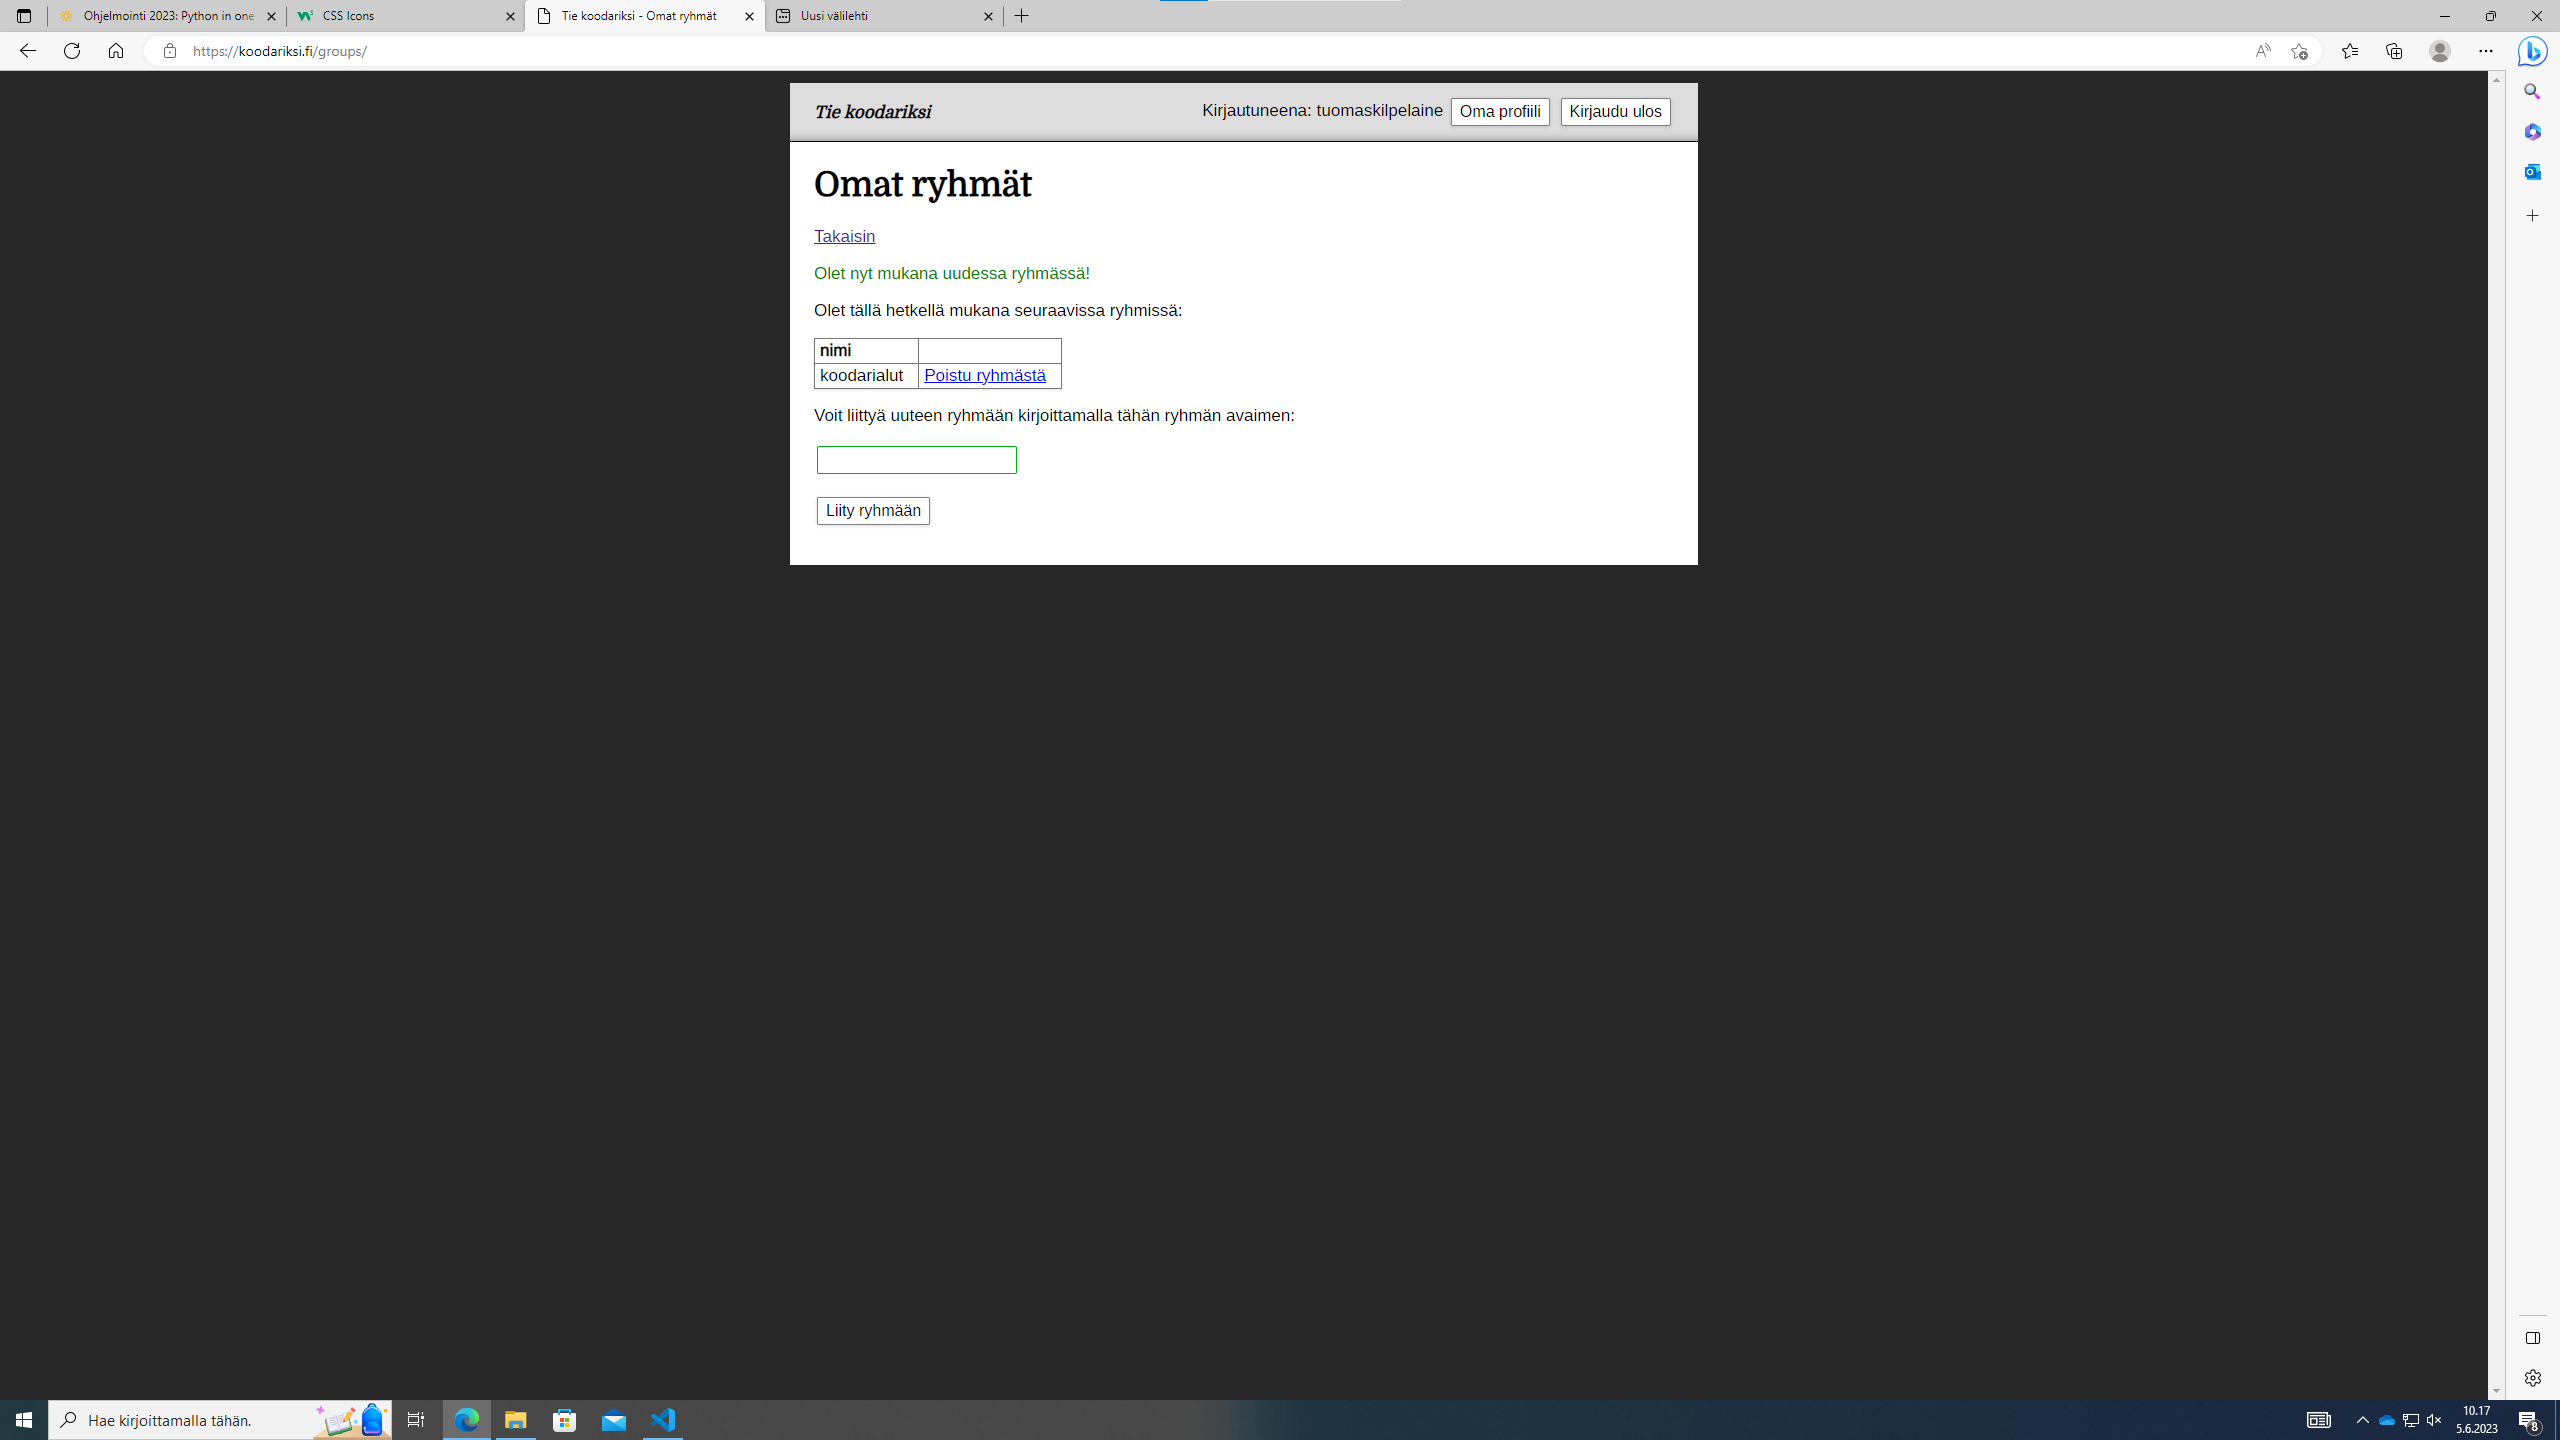 Ohjelmointi 2023: Python in one
CSS Icons
Tie koodariksi - Omat ryhmät
Uusi välilehti
https://koodariksi.fi/groups/
Tie koodariksi
Kirjautuneena: tuomaskilpelaine
Oma profiili
Kirjaudu ulos
Omat ryhmät
Takaisin
Olet nyt mukana uudessa ryhmässä!
Olet tällä hetkellä mukana seuraavissa ryhmissä:
nimi
koodarialut
Poistu ryhmästä
Voit liittyä uuteen ryhmään kirjoittamalla tähän ryhmän avaimen:
Liity ryhmään
Hae kirjoittamalla tähän.
10.17
5.6.2023
8